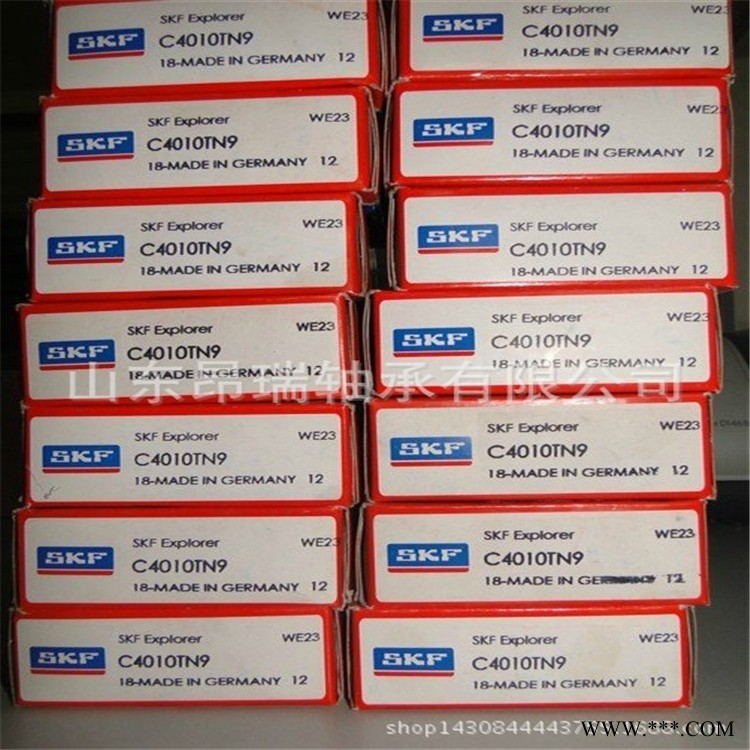 SKF
SKF Explorer WE23
C4010TN9
18-MADE IN GERMANY 12
SKF
SKF Explorer WE23
C4010TN9
18-MADE IN GERMANY 12
SKF
SKF Explorer WE23
C4010TN9
18-MADE IN GERMANY 12
SKF
SKF Explorer WE23
C4010TN9
18-MADE IN GERMANY 12
SKF
SKF Explorer WE23
C4010TN9
18-MADE IN GERMANY 12
SKF
SKF Explorer WE23
C4010TN9
18-MADE IN GERMANY 12
SKF
SKF Explorer WE23
C4010TN9
18-MADE IN GERMANY 12
SKF
SKF Explorer WE23
C4010TN9
18-MADE IN GERMANY 12
山东昂瑞轴承有限公司
SKF
SKF Explorer WE23
C4010TN9
18-MADE IN GERMANY 12
SKF
SKF Explorer WE23
C4010TN9
18-MADE IN GERMANY 12
SKF
SKF Explorer WE23
C4010TN9
18-MADE IN GERMANY 12
SKF
SKF Explorer WE23
C4010TN9
18-MADE IN 12
SKF
SKF Explorer WE23
C4010TN9
18-MADE IN GERMANY 12
SKF
SKF Explorer WE23
C4010TN9
18-MADE IN GERMANY 12
WWW.***.COM